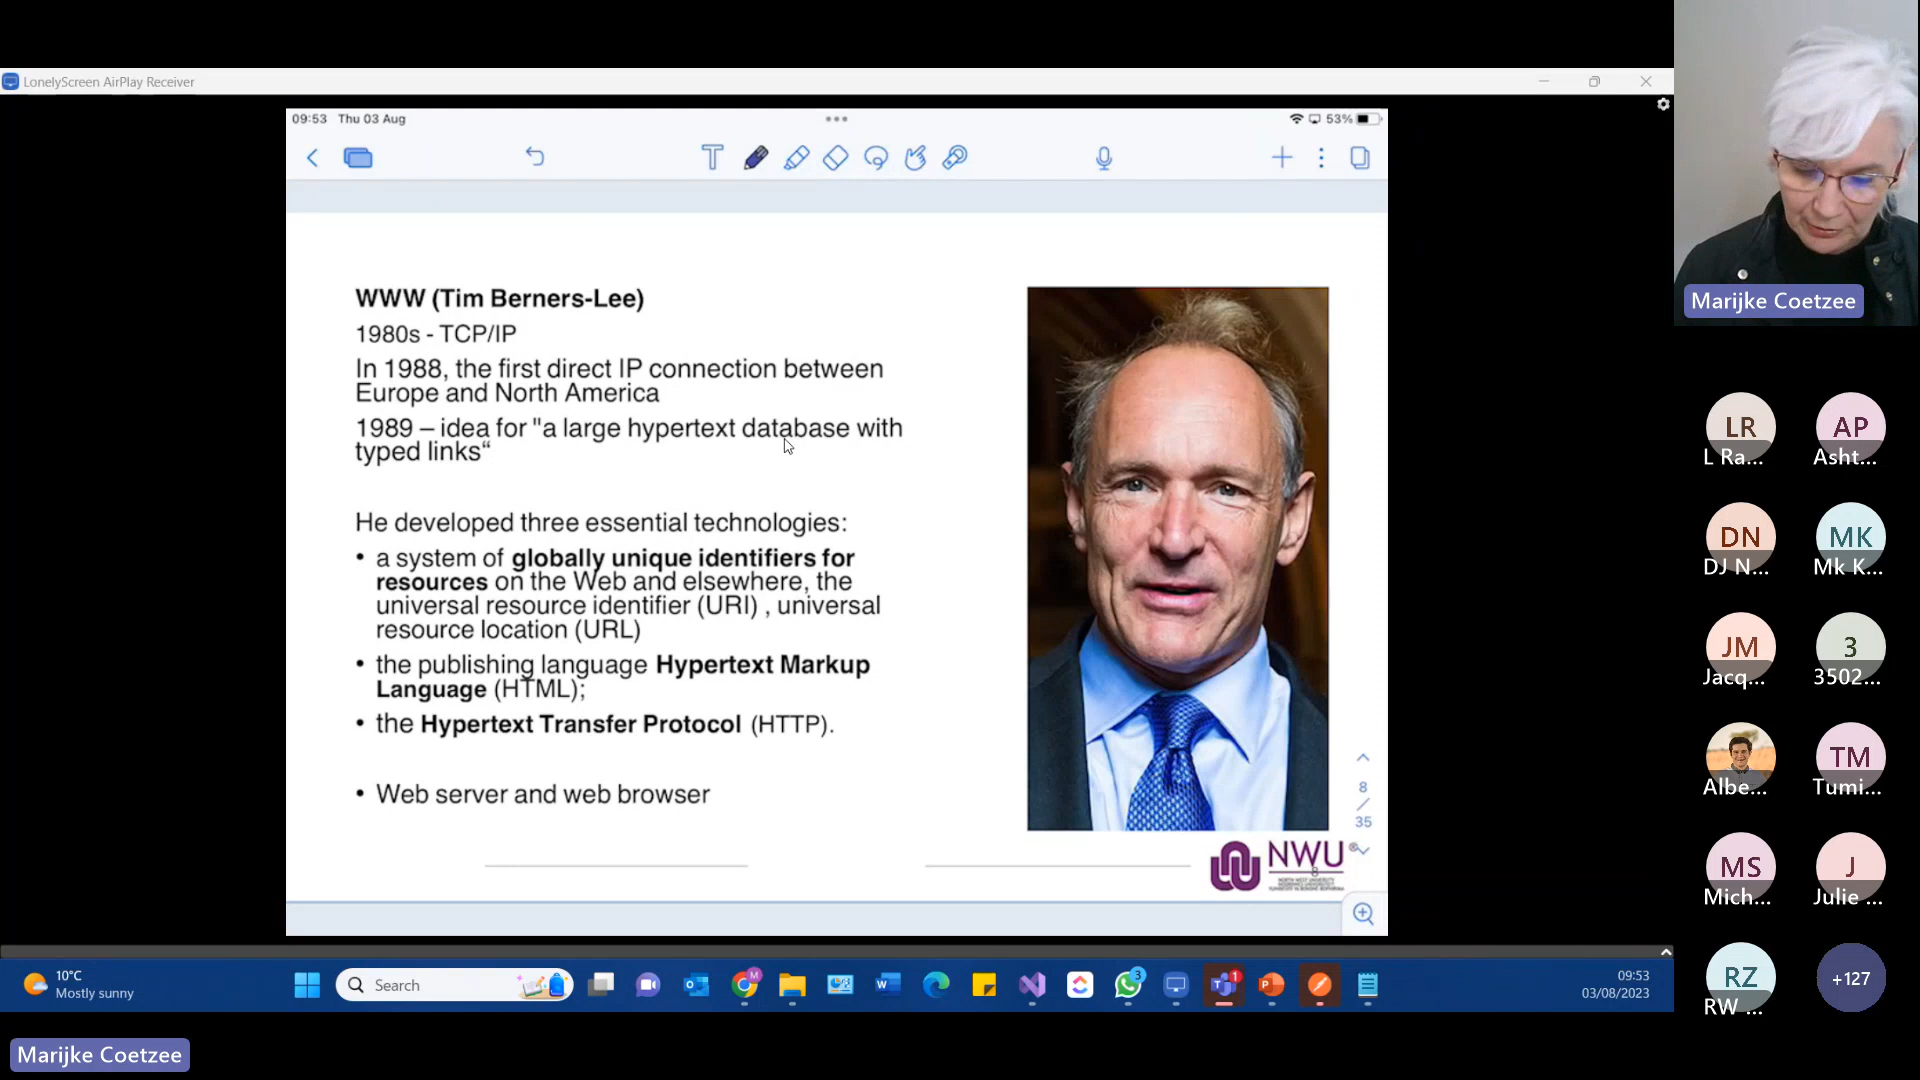 LonelyScreen AirPlay Receiver
09:53 Thu 03 Aug
53%
WWW (Tim Berners-Lee)
1980s - TCP/IP
In 1988, the first direct IP connection between
Europe and North America
1989 – idea for "a large hypertext database with
typed links“
He developed three essential technologies:
• a system of globally unique identifiers for
resources on the Web and elsewhere, the
universal resource identifier (URI) , universal
resource location (URL)
• the publishing language Hypertext Markup
Language (HTML);
• the Hypertext Transfer Protocol (HTTP).
• Web server and web browser
8
/
35
NWU ®
8
Marijke Coetzee
LR
L Ra...
AP
Asht...
DN
DJ N...
MK
Mk K...
JM
Jacq...
3
3502...
Albe...
TM
Tumi...
MS
Mich...
J
Julie ...
RZ
RW ...
+127
10°C
Mostly sunny
Search
M
3
1
09:53
03/08/2023
Marijke Coetzee